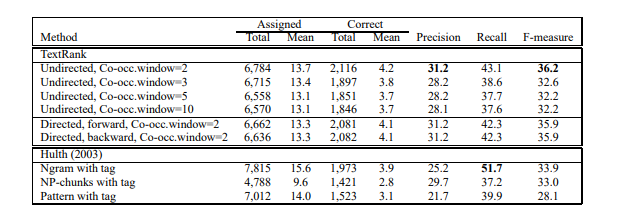 Assigned Correct
Method Total Mean Total Mean Precision Recall F-measure
TextRank
Undirected, Co-occ.window=2 6,784 13.7 2,116 4.2 31.2 43.1 36.2
Undirected, Co-occ.window=3 6,715 13.4 1,897 3.8 28.2 38.6 32.6
Undirected, Co-occ.window=5 6,558 13.1 1,851 3.7 28.2 37.7 32.2
Undirected, Co-occ.window=10 6,570 13.1 1,846 3.7 28.1 37.6 32.2
Directed, forward, Co-occ.window=2 6,662 13.3 2,081 4.1 31.2 42.3 35.9
Directed, backward, Co-occ.window=2 6,636 13.3 2,082 4.1 31.2 42.3 35.9
Hulth (2003)
Ngram with tag 7,815 15.6 1,973 3.9 25.2 51.7 33.9
NP-chunks with tag 4,788 9.6 1,421 2.8 29.7 37.2 33.0
Pattern with tag 7,012 14.0 1,523 3.1 21.7 39.9 28.1